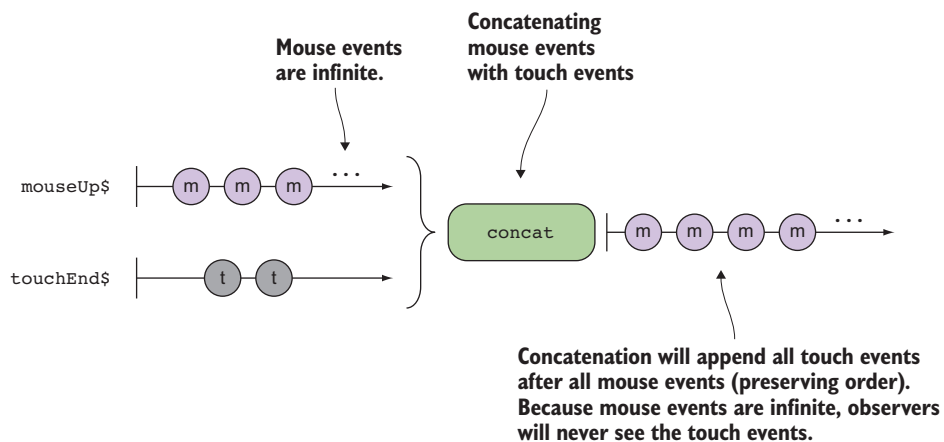 Concatenating
mouse events
with touch events
Mouse events
are infinite.
mouseUp$
m m m ...
touchEnd$
t t
concat
m m m m ...
Concatenation will append all touch events
after all mouse events (preserving order).
Because mouse events are infinite, observers
will never see the touch events.